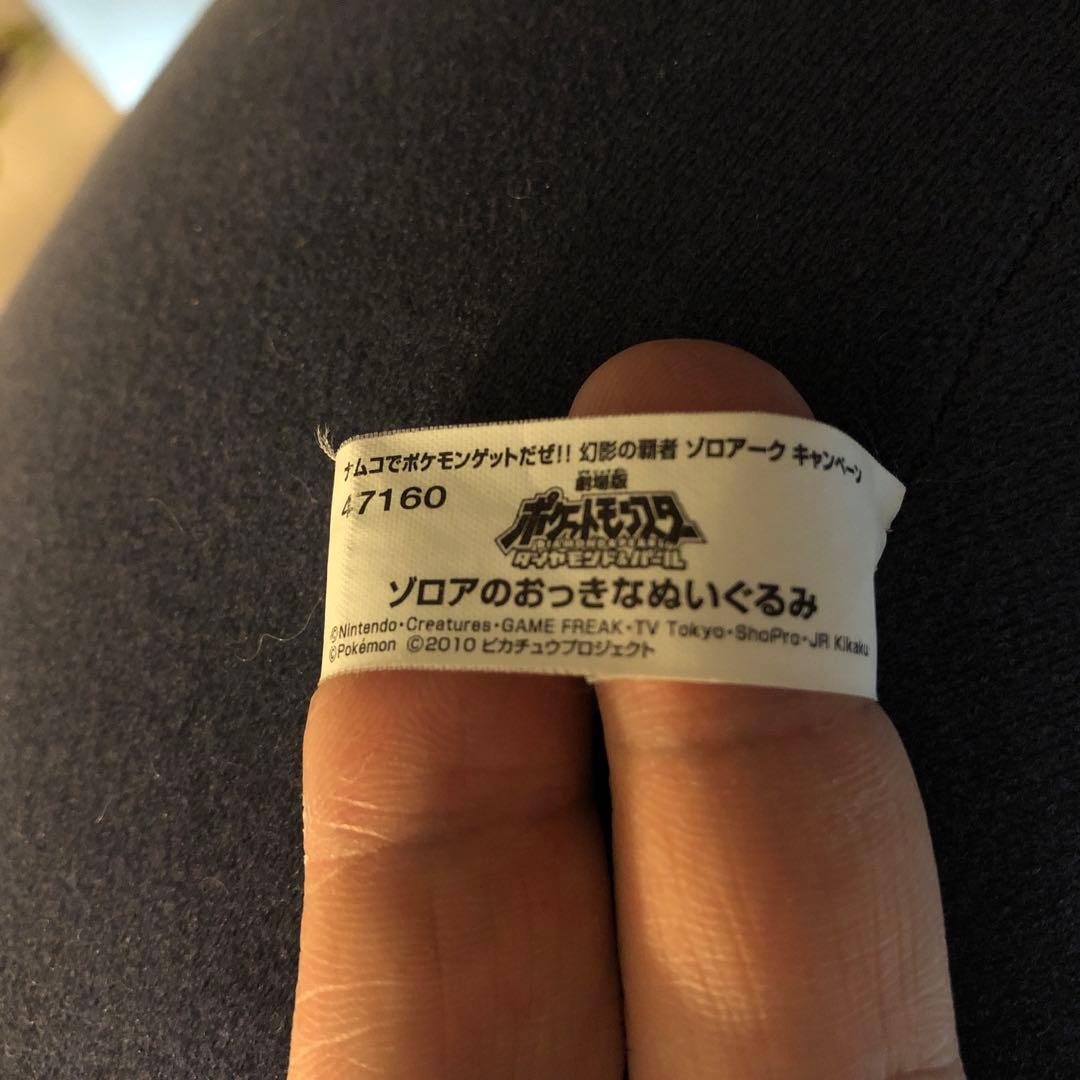 ナムコでポケモンゲットだぜ!! 幻影の覇者 ゾロアーク キャンペーン
47160
劇場版
ポケットモンスター
ダイヤモンド&パール
ゾロアのおっきなぬいぐるみ
©Nintendo・Creatures・GAME FREAK・TV Tokyo・ShoPro・JR Kikaku
©Pokémon ©2010 ピカチュウプロジェクト